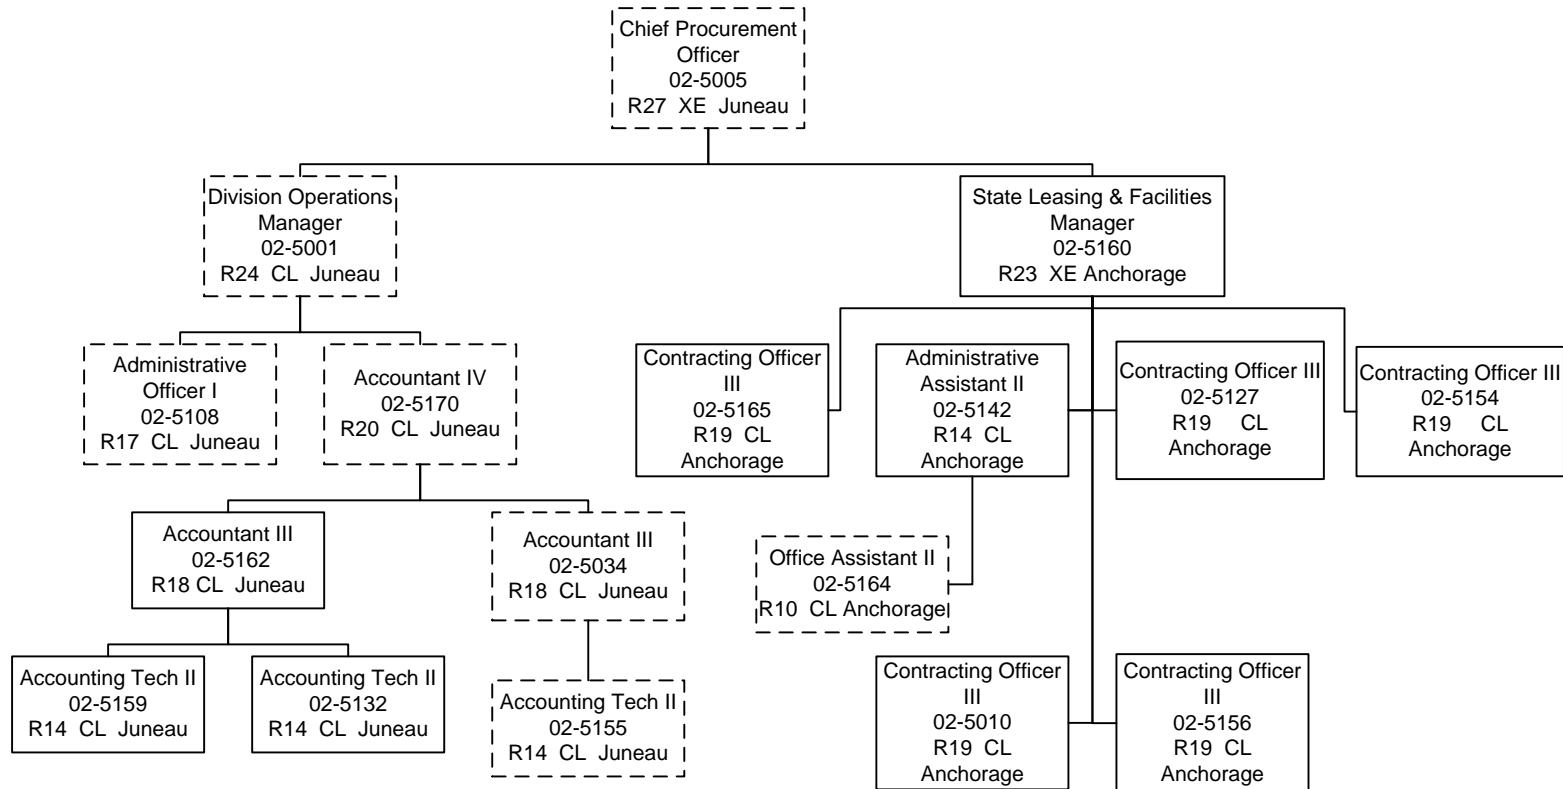 Chief Procurement
Officer
02-5005
R27 XE Juneau
Division Operations
Manager
02-5001
R24 CL Juneau
State Leasing & Facilities
Manager
02-5160
R23 XE Anchorage
Administrative
Officer I
02-5108
R17 CL Juneau
Accountant IV
02-5170
R20 CL Juneau
Contracting Officer
III
02-5165
R19 CL
Anchorage
Administrative
Assistant II
02-5142
R14 CL
Anchorage
Contracting Officer III
02-5127
R19 CL
Anchorage
Contracting Officer III
02-5154
R19 CL
Anchorage
Accountant III
02-5162
R18 CL Juneau
Accountant III
02-5034
R18 CL Juneau
Office Assistant II
02-5164
R10 CL Anchorage
Accounting Tech II
02-5159
R14 CL Juneau
Accounting Tech II
02-5132
R14 CL Juneau
Accounting Tech II
02-5155
R14 CL Juneau
Contracting Officer
III
02-5010
R19 CL
Anchorage
Contracting Officer
III
02-5156
R19 CL
Anchorage